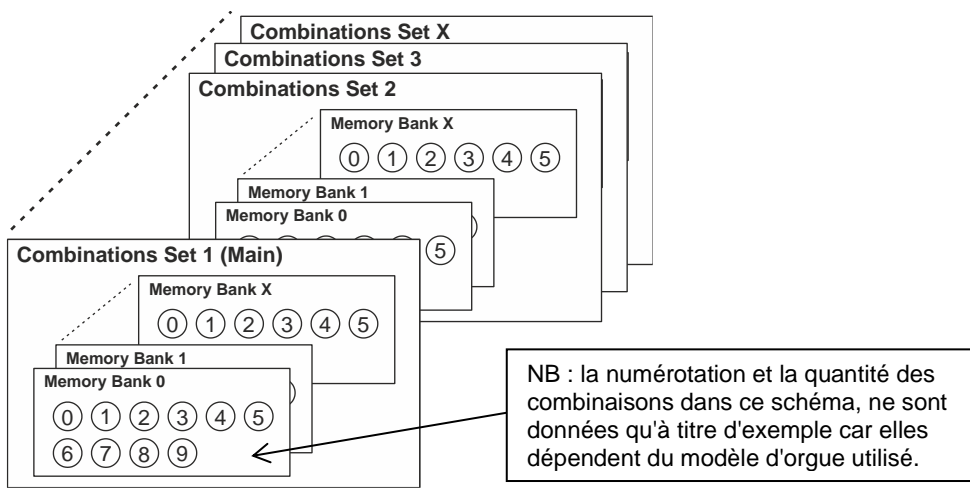 Combinations Set X
Combinations Set 3
Combinations Set 2
Memory Bank X
0 1 2 3 4 5
Memory Bank 1
Memory Bank 0
5
Combinations Set 1 (Main)
Memory Bank X
0 1 2 3 4 5
Memory Bank 1
Memory Bank 0
0 1 2 3 4 5
6 7 8 9
NB : la numérotation et la quantité des
combinaisons dans ce schéma, ne sont
données qu'à titre d'exemple car elles
dépendent du modèle d'orgue utilisé.